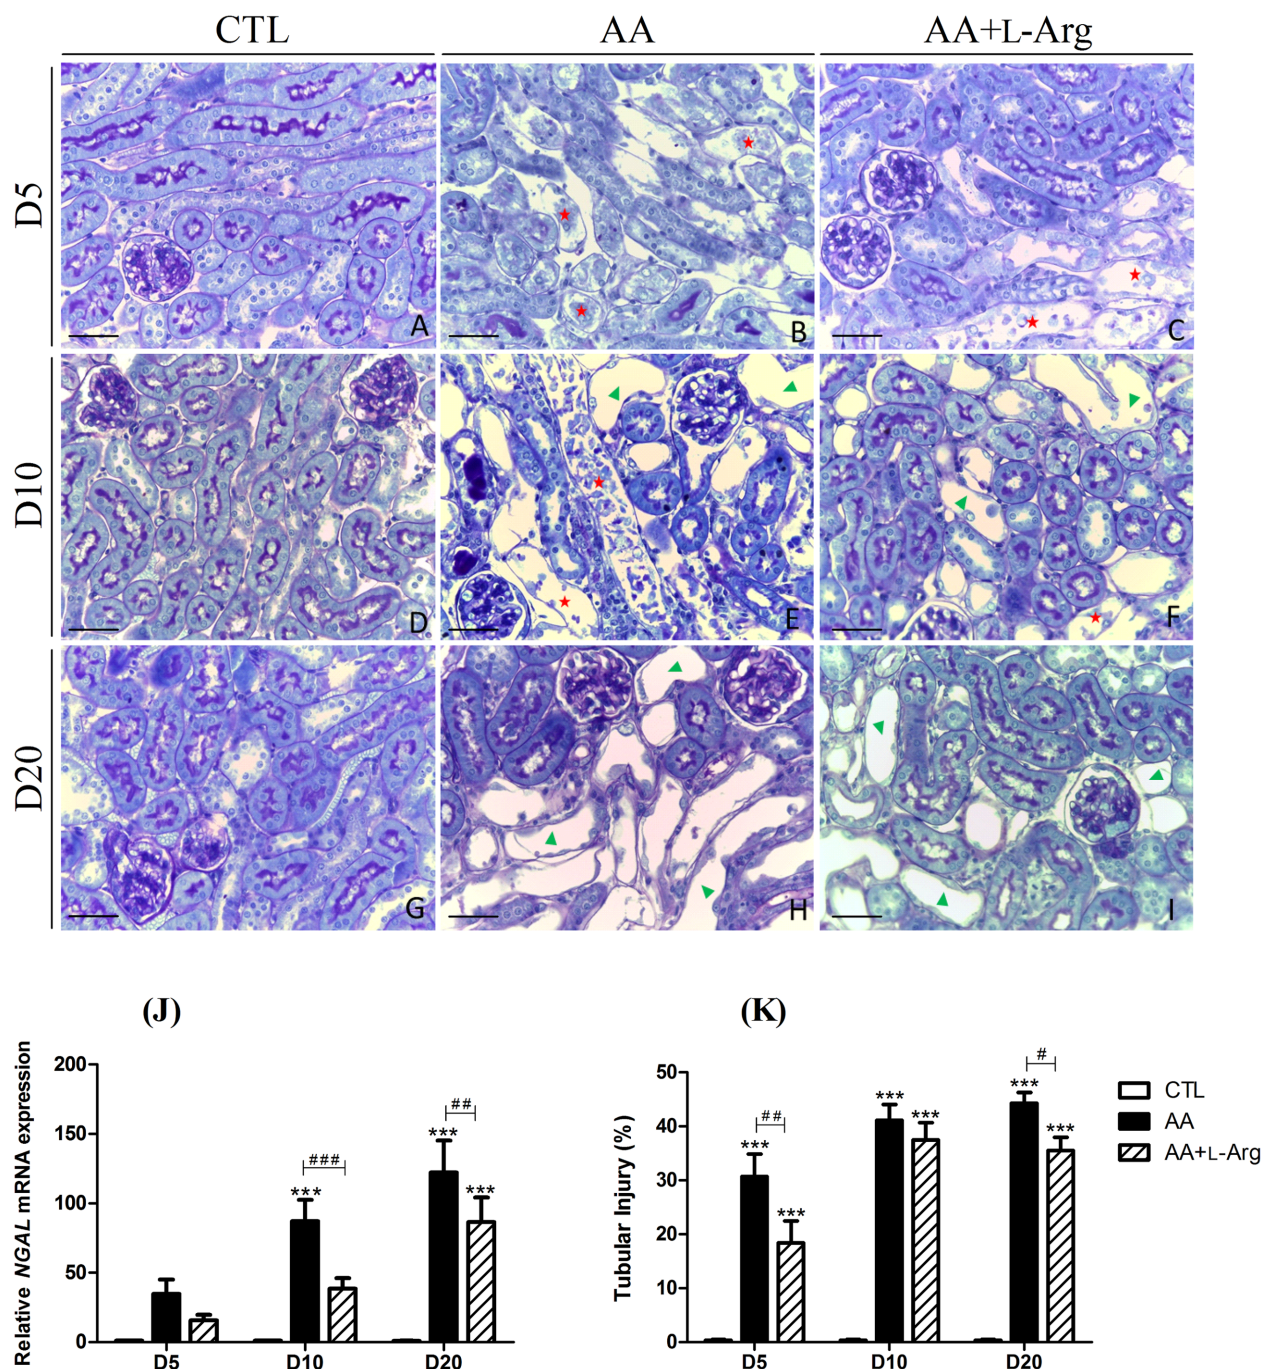 CTL AA AA+L-Arg
D5
A B C
D10
D E F
D20
G H I
(J)
Relative NGAL mRNA expression
200
150
100
50
0
***
###
***
##
***
D5 D10 D20
(K)
Tubular Injury (%)
50
40
30
20
10
0
***
##
***
***
***
***
#
***
D5 D10 D20
CTL
AA
AA+L-Arg